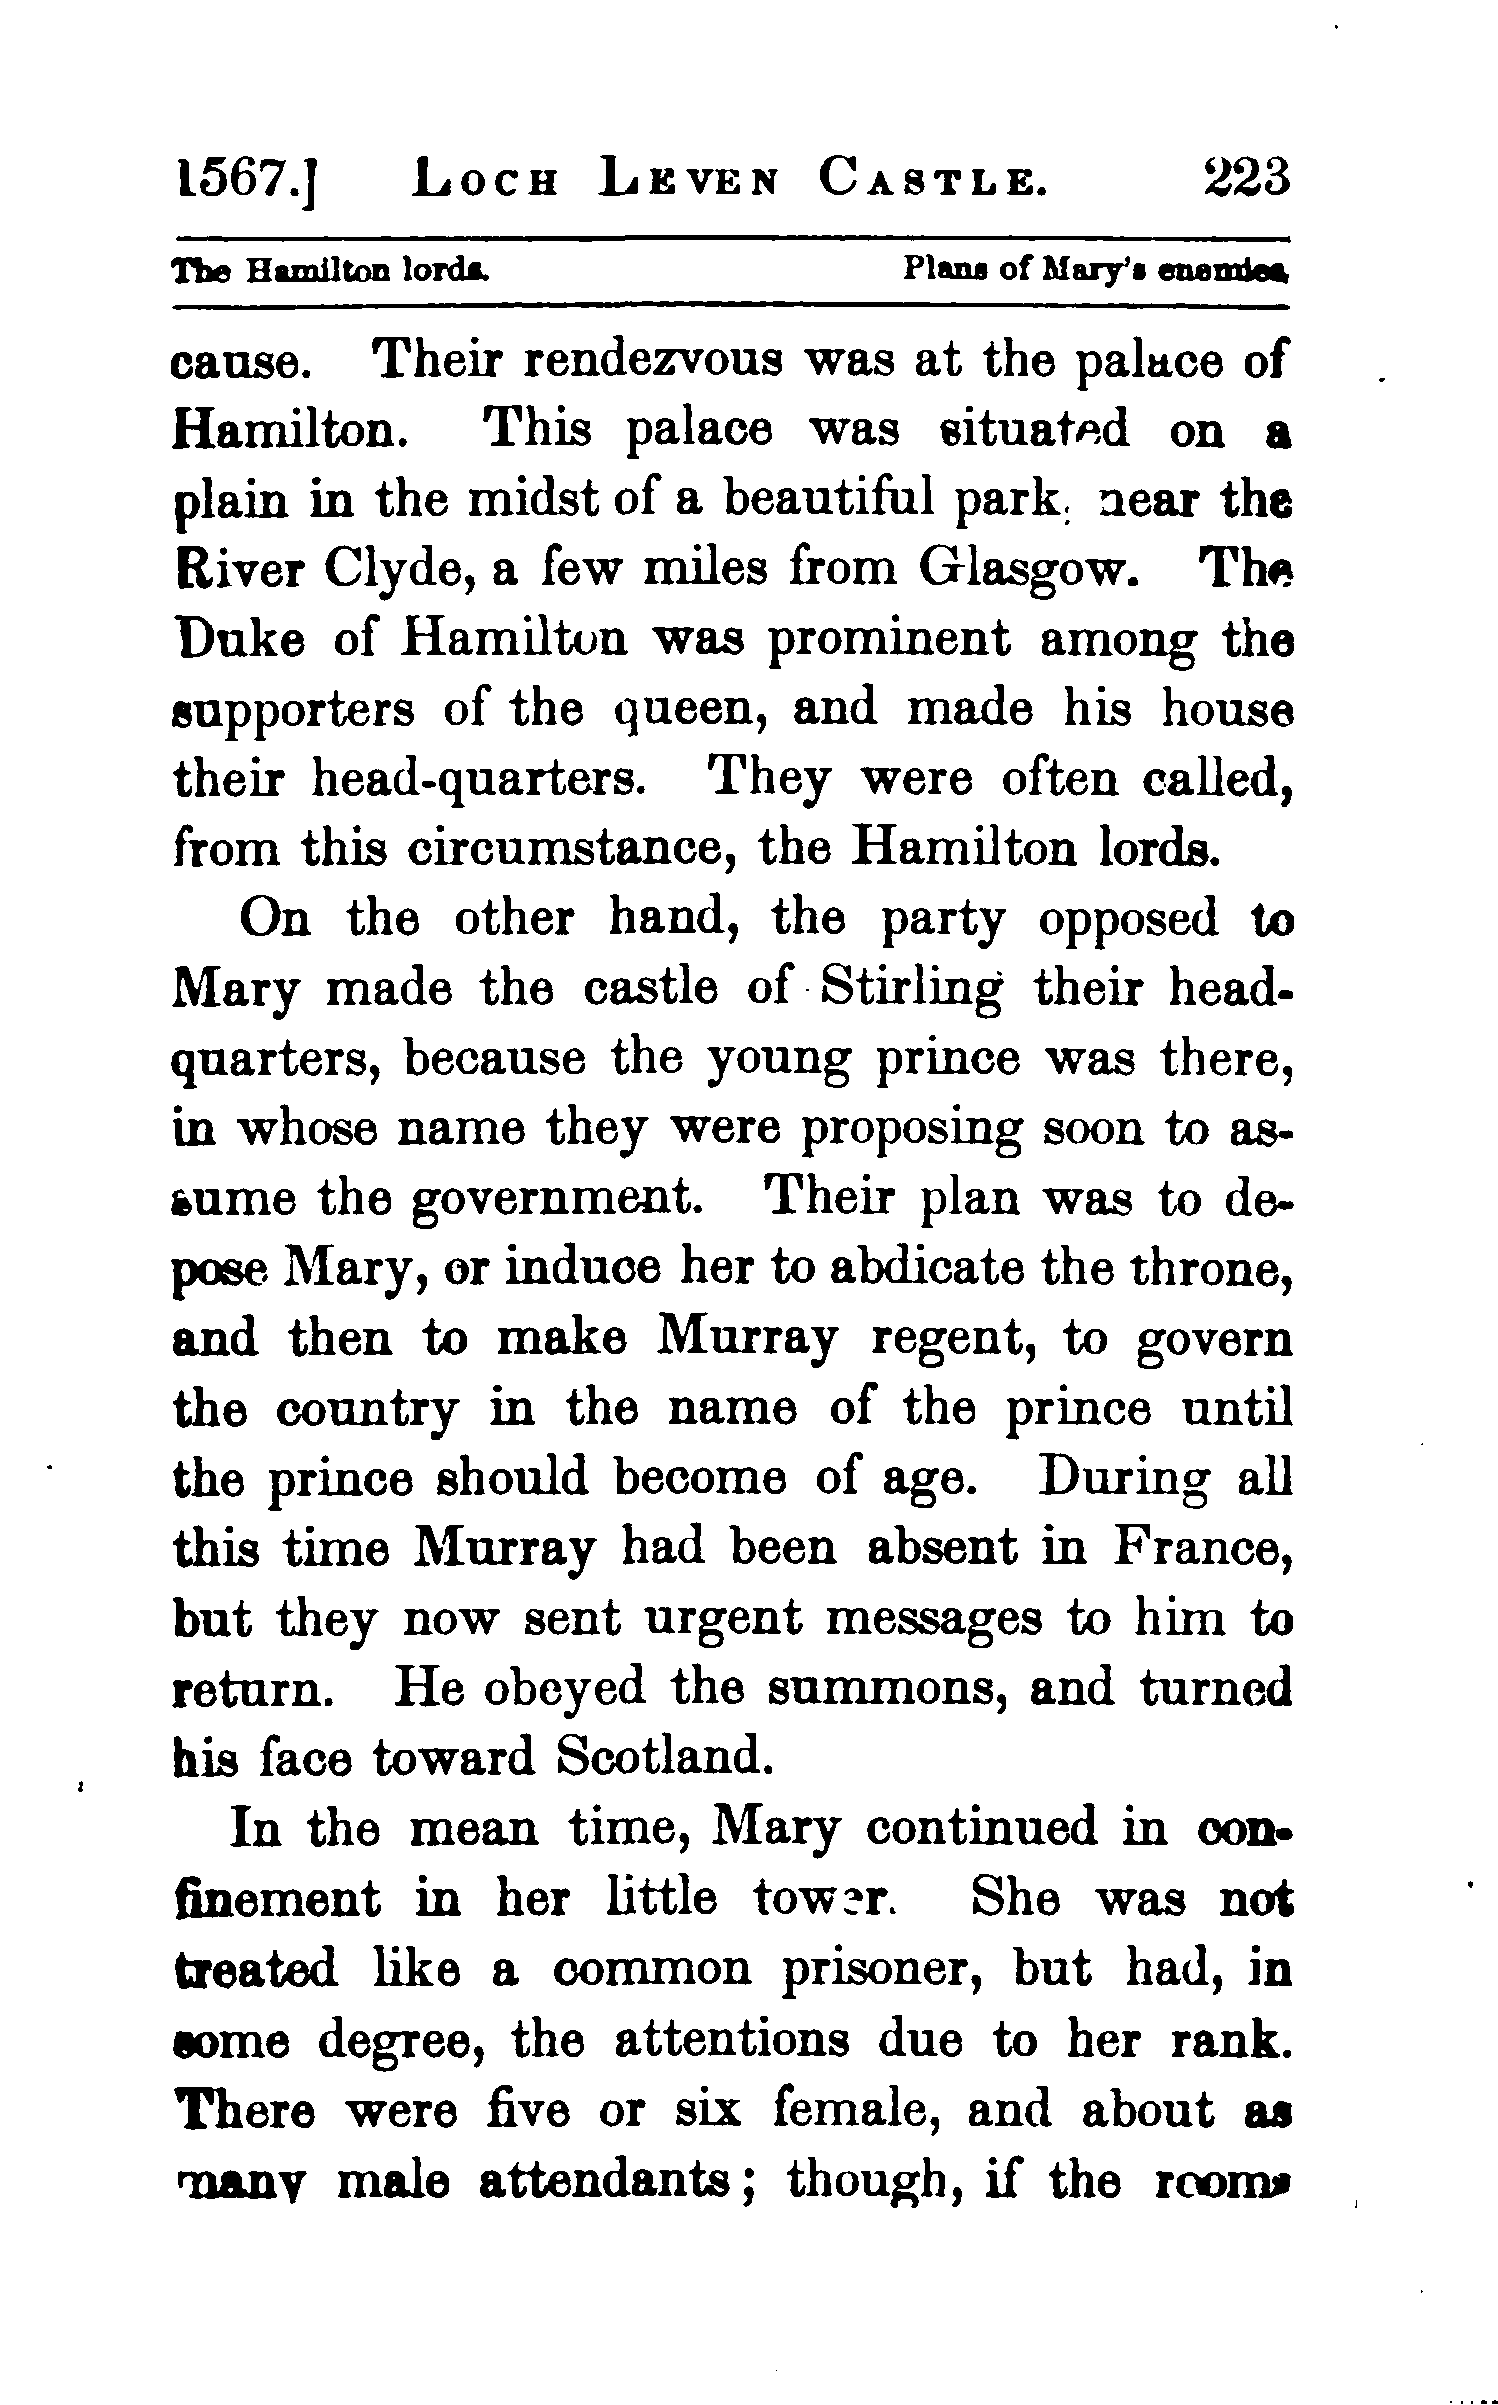 1567.] LOCH LEVEN CASTLE. 223
The Hamilton lords. Plans of Mary's enemies.
cause. Their rendezvous was at the palace of
Hamilton. This palace was situated on a
plain in the midst of a beautiful park, near the
River Clyde, a few miles from Glasgow. The
Duke of Hamilton was prominent among the
supporters of the queen, and made his house
their head-quarters. They were often called,
from this circumstance, the Hamilton lords.
On the other hand, the party opposed to
Mary made the castle of Stirling their head-
quarters, because the young prince was there,
in whose name they were proposing soon to as-
sume the government. Their plan was to de-
pose Mary, or induce her to abdicate the throne,
and then to make Murray regent, to govern
the country in the name of the prince until
the prince should become of age. During all
this time Murray had been absent in France,
but they now sent urgent messages to him to
return. He obeyed the summons, and turned
his face toward Scotland.
In the mean time, Mary continued in con-
finement in her little tower. She was not
treated like a common prisoner, but had, in
some degree, the attentions due to her rank.
There were five or six female, and about as
many male attendants; though, if the rooms